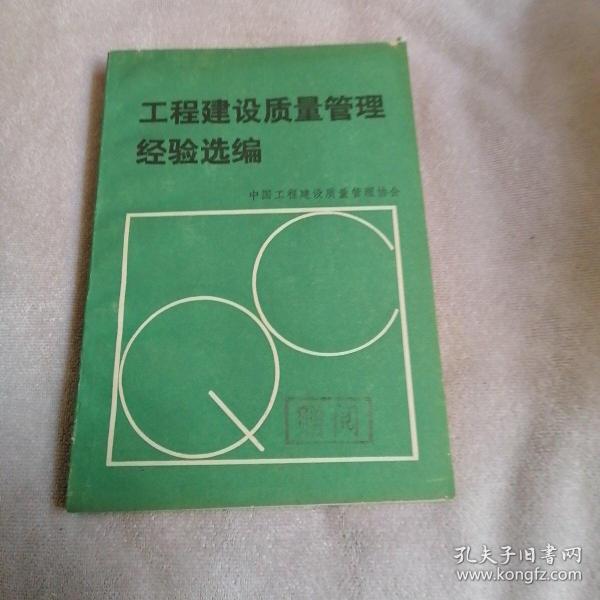 工程建设质量管理
经验选编
中国工程建设质量管理协会
QC
赠阅
孔夫子旧书网
www.kongfz.com